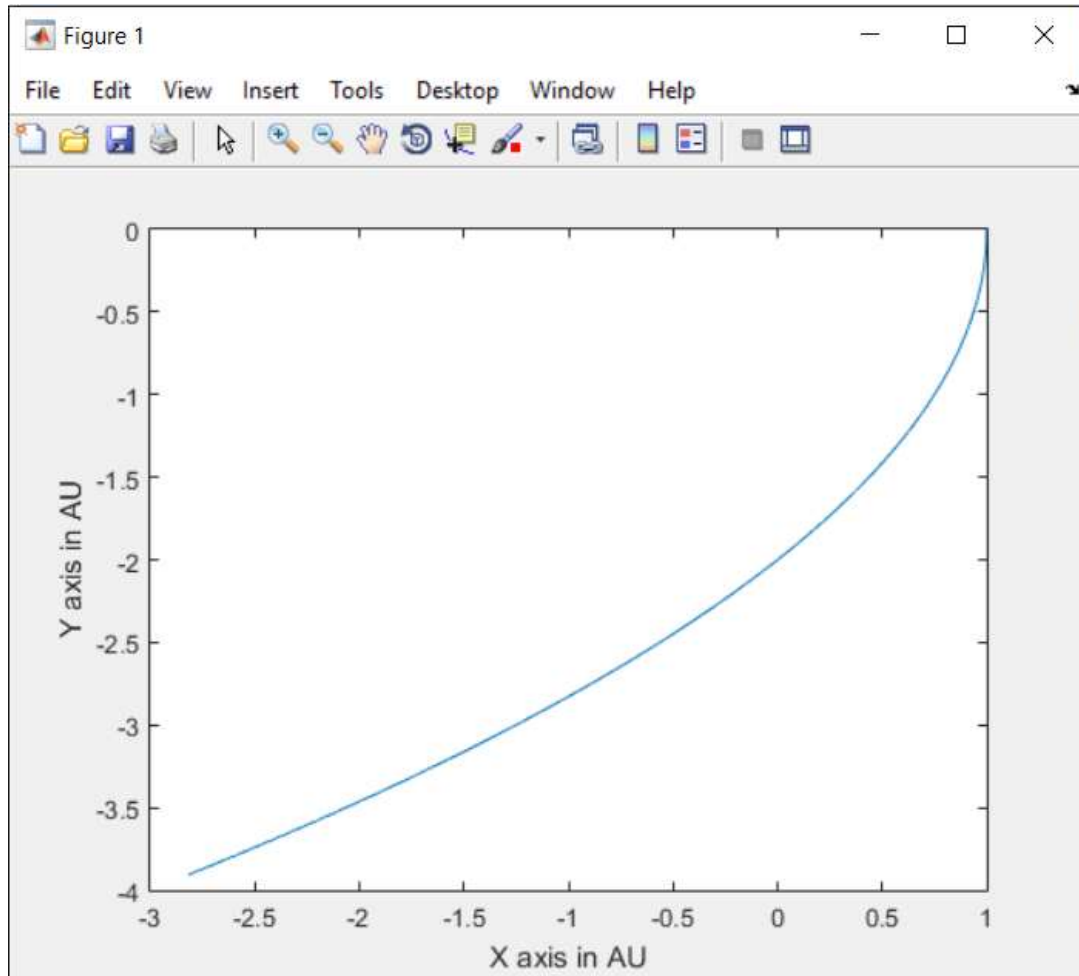 Figure 1
File Edit View Insert Tools Desktop Window Help
0
-0.5
-1
-1.5
-2
-2.5
-3
-3.5
-4
Y axis in AU
-3 -2.5 -2 -1.5 -1 -0.5 0 0.5 1
X axis in AU